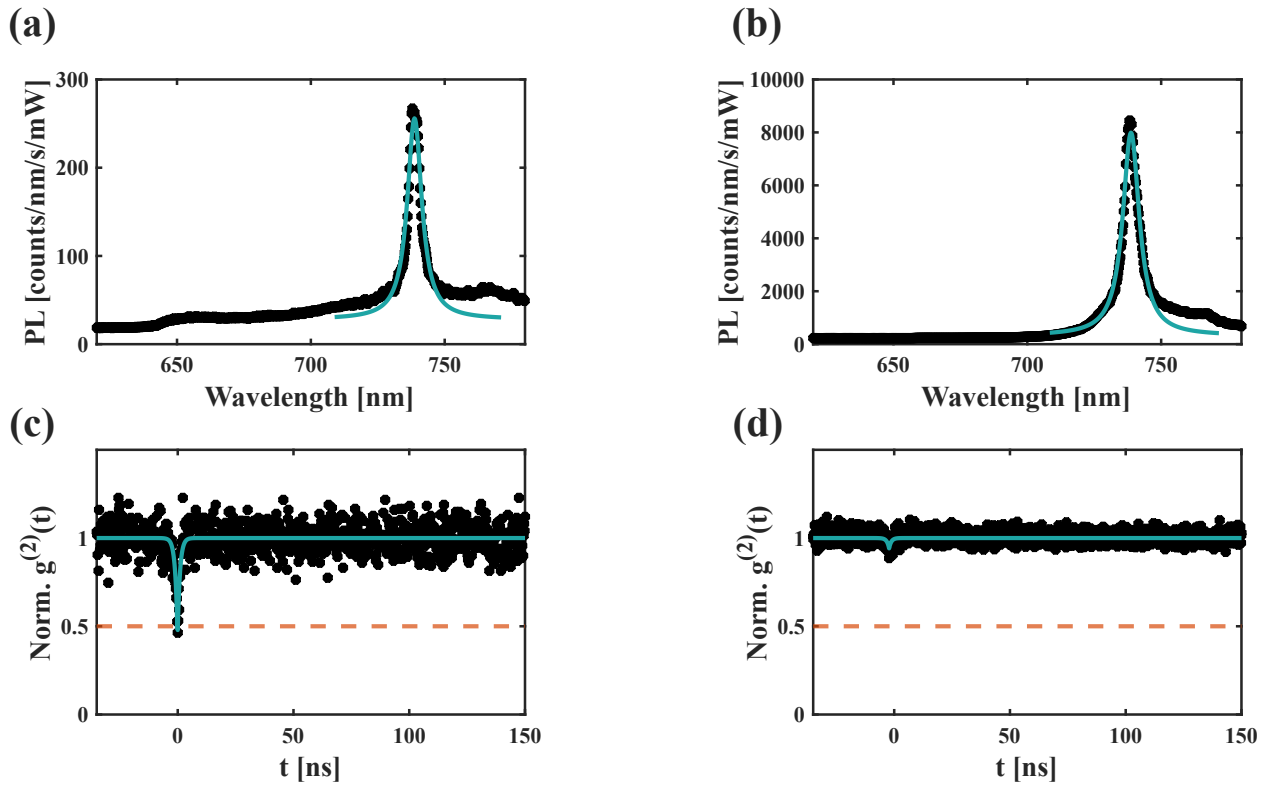 (a)
(b)
PL [counts/nm/s/mW]
300
200
100
0
650
700
750
Wavelength [nm]
PL [counts/nm/s/mW]
10000
8000
6000
4000
2000
0
650
700
750
Wavelength [nm]
(c)
(d)
Norm. g(2)(t)
1
0.5
0
0
50
100
150
t [ns]
Norm. g(2)(t)
1
0.5
0
0
50
100
150
t [ns]